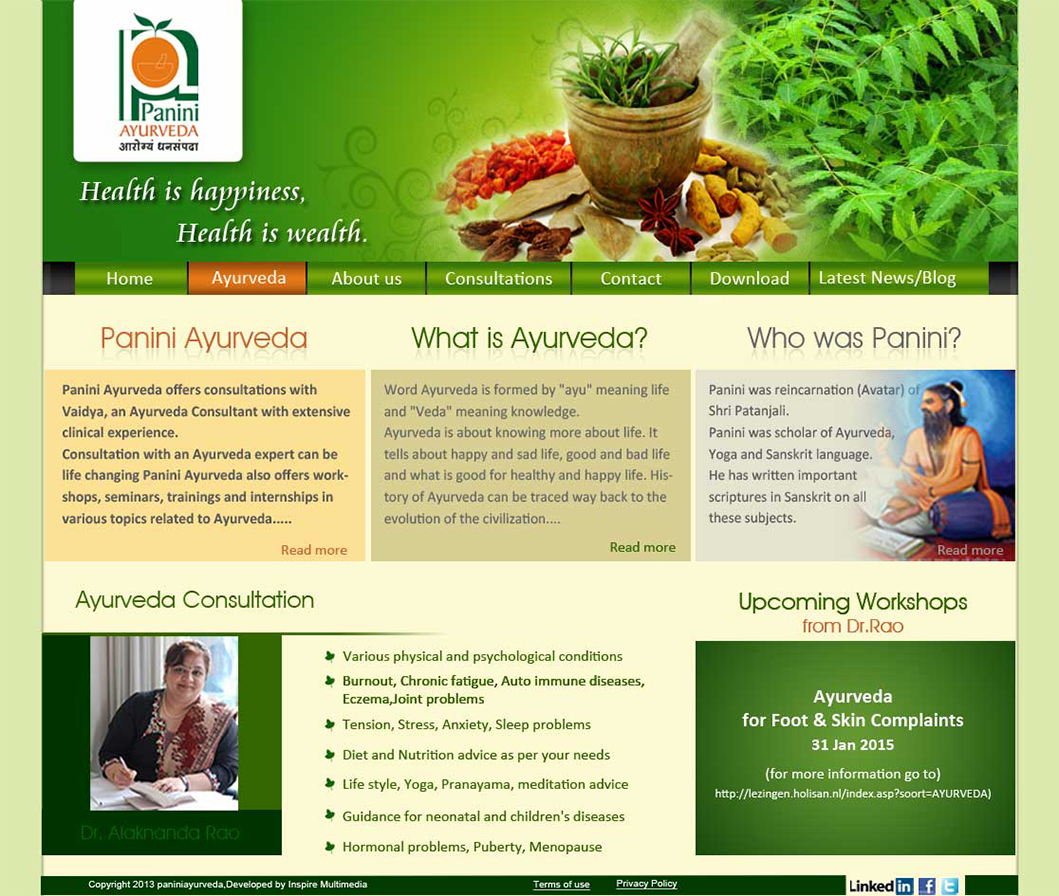 Panini
AYURVEDA
आरोग्यं धनसंपदा
Health is happiness,
Health is wealth.
Home
Ayurveda
About us
Consultations
Contact
Download
Latest News/Blog
Panini Ayurveda
Panini Ayurveda offers consultations with
Vaidya, an Ayurveda Consultant with extensive
clinical experience.
Consultation with an Ayurveda expert can be
life changing Panini Ayurveda also offers work-
shops, seminars, trainings and internships in
various topics related to Ayurveda.....
Read more
What is Ayurveda?
Word Ayurveda is formed by "ayu" meaning life
and "Veda" meaning knowledge.
Ayurveda is about knowing more about life. It
tells about happy and sad life, good and bad life
and what is good for healthy and happy life. His-
tory of Ayurveda can be traced way back to the
evolution of the civilization....
Read more
Who was Panini?
Panini was reincarnation (Avatar) of
Shri Patanjali.
Panini was scholar of Ayurveda,
Yoga and Sanskrit language.
He has written important
scriptures in Sanskrit on all
these subjects.
Read more
Ayurveda Consultation
Dr. Alaknanda Rao
Various physical and psychological conditions
Burnout, Chronic fatigue, Auto immune diseases,
Eczema,Joint problems
Tension, Stress, Anxiety, Sleep problems
Diet and Nutrition advice as per your needs
Life style, Yoga, Pranayama, meditation advice
Guidance for neonatal and children's diseases
Hormonal problems, Puberty, Menopause
Upcoming Workshops
from Dr.Rao
Ayurveda
for Foot & Skin Complaints
31 Jan 2015
(for more information go to)
http://lezingen.holisan.nl/index.asp?soort=AYURVEDA)
Copyright 2013 paniniayurveda,Developed by Inspire Multimedia
Terms of use
Privacy Policy
Linked in